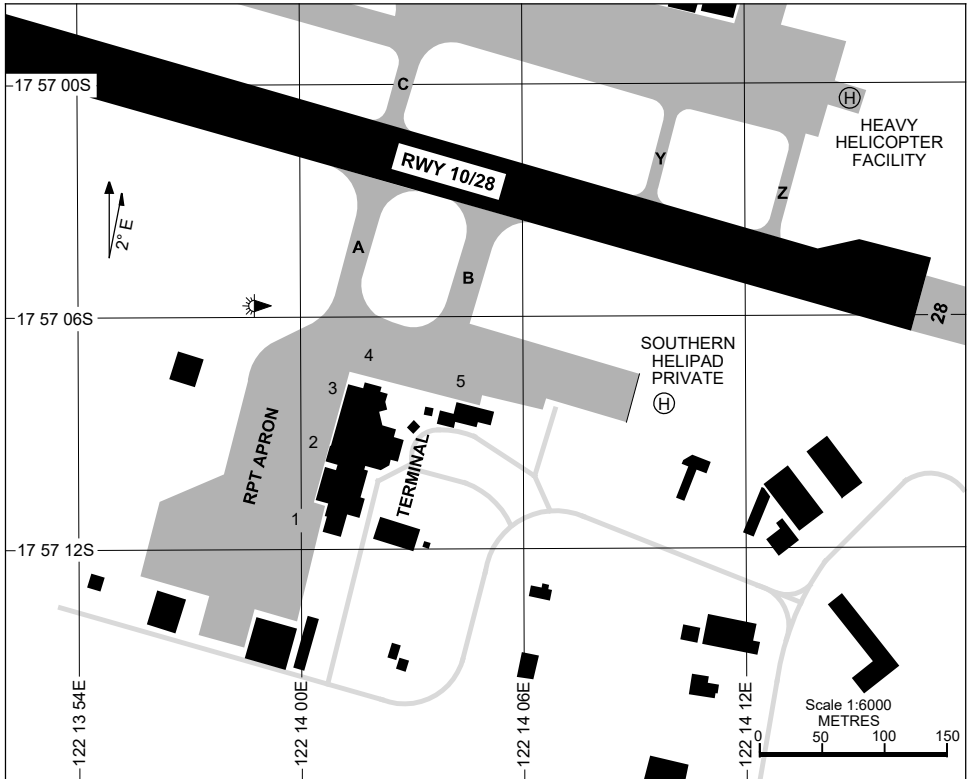 17 57 00S
C
H
HEAVY
HELICOPTER
FACILITY
RWY 10/28
Y
Z
2° E
A
B
17 57 06S
28
SOUTHERN
HELIPAD
PRIVATE
H
4
3
5
2
RPT APRON
TERMINAL
1
17 57 12S
122 13 54E
122 14 00E
122 14 06E
122 14 12E
Scale 1:6000
METRES
0 50 100 150